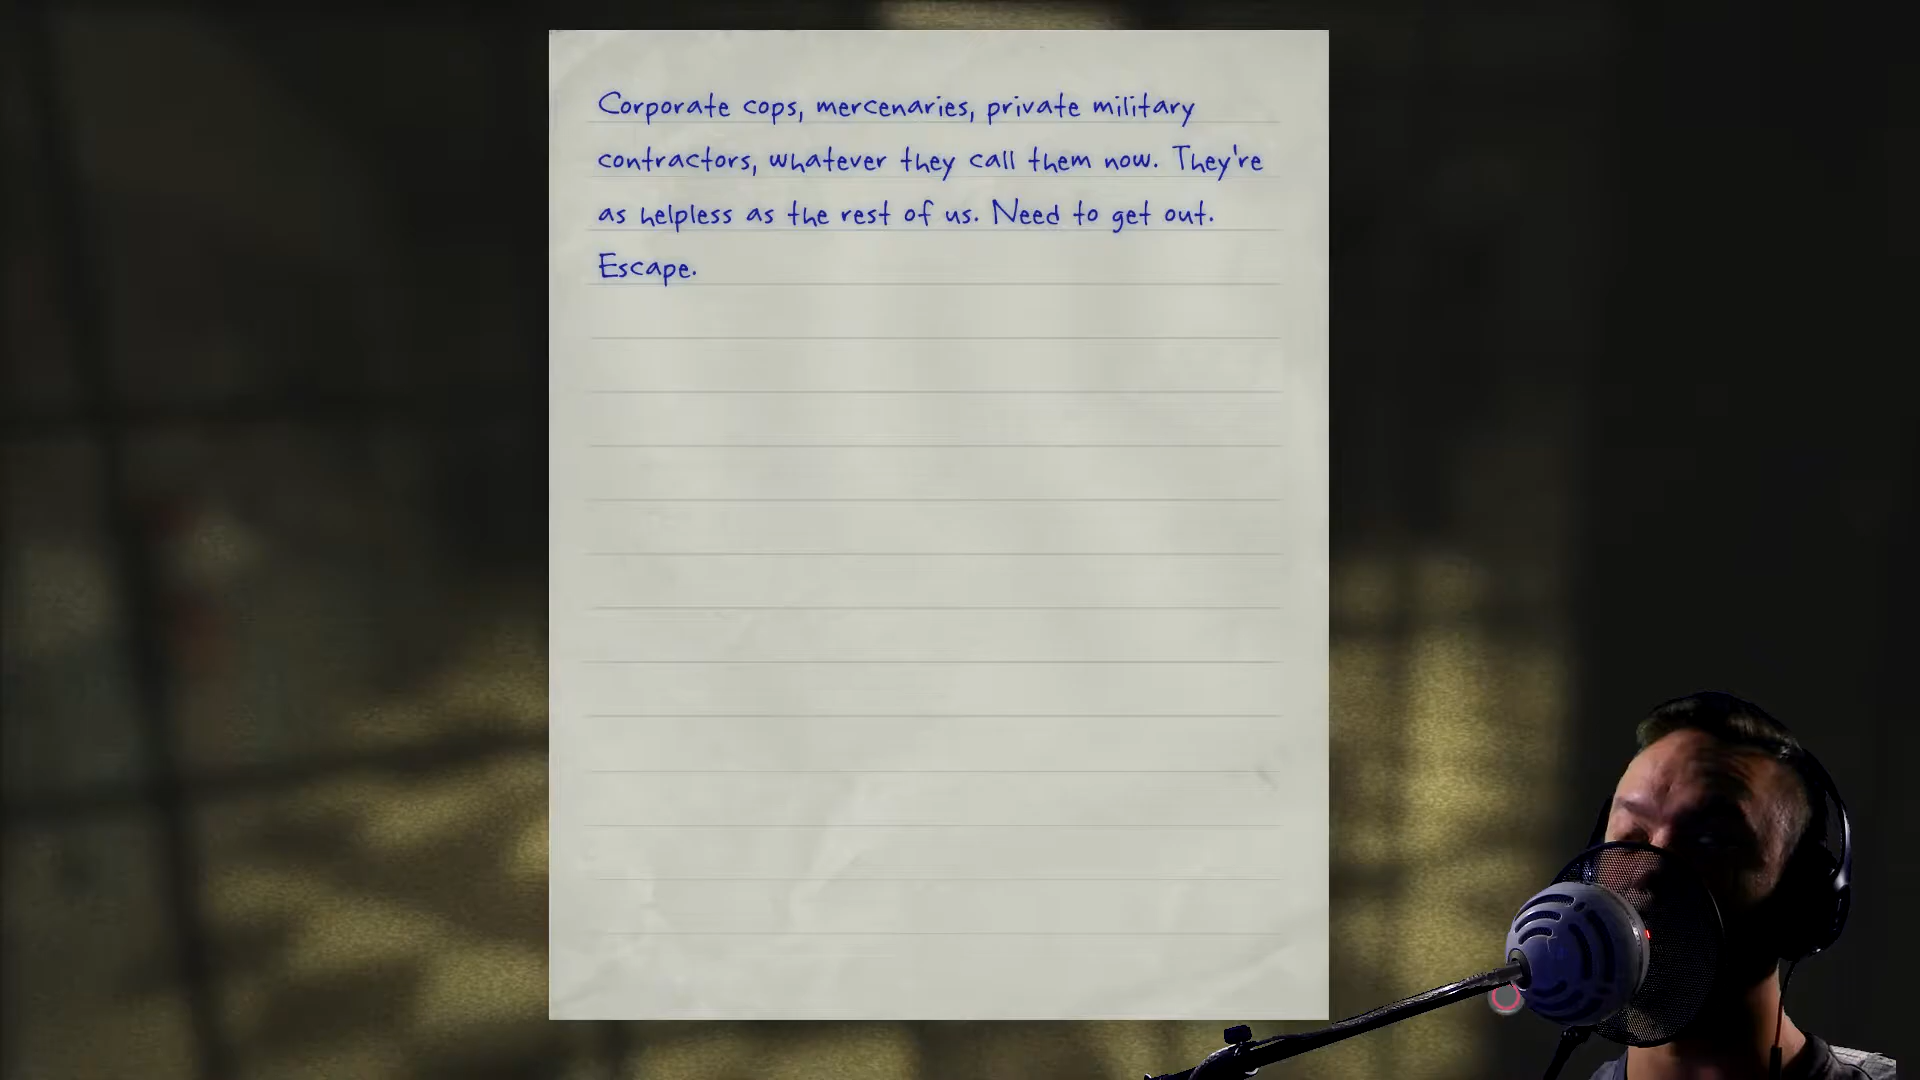 Corporate cops, mercenaries, private military
contractors, whatever they call them now. They're
as helpless as the rest of us. Need to get out.
Escape.